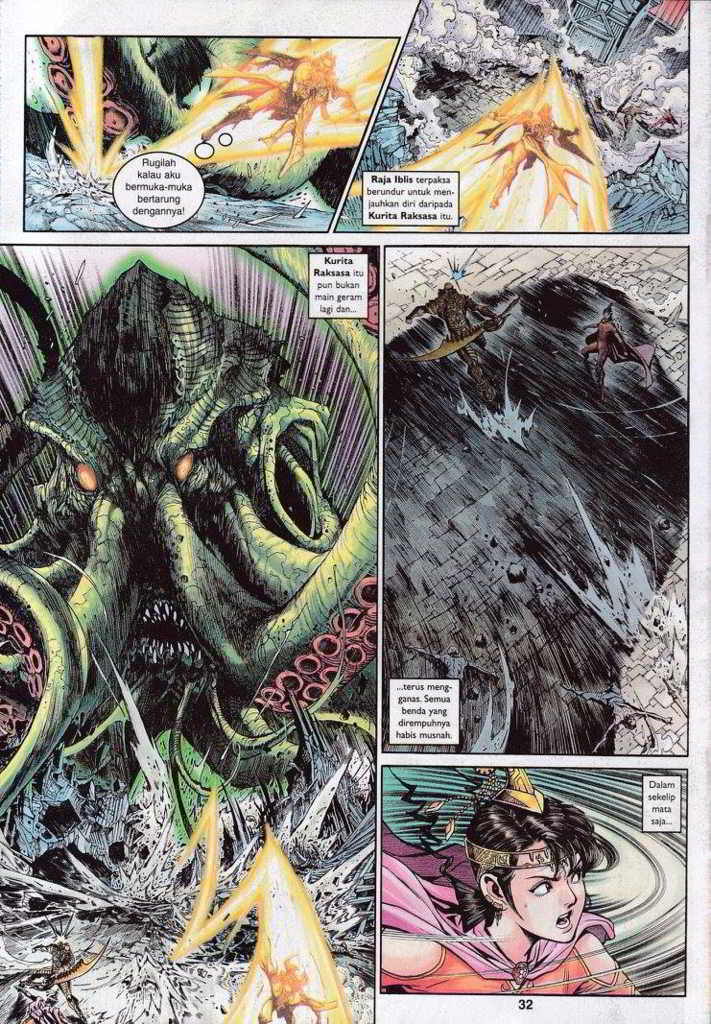 Rugilah
kalau aku
bermuka-muka
bertarung
dengannya!
Raja Iblis terpaksa
berundur untuk men-
jauhkan diri daripada
Kurita Raksasa itu.
Kurita
Raksasa itu
pun bukan
main geram
lagi dan...
...terus meng-
ganas. Semua
benda yang
dirempuhnya
habis musnah.
Dalam
sekelip
mata
saja...
32